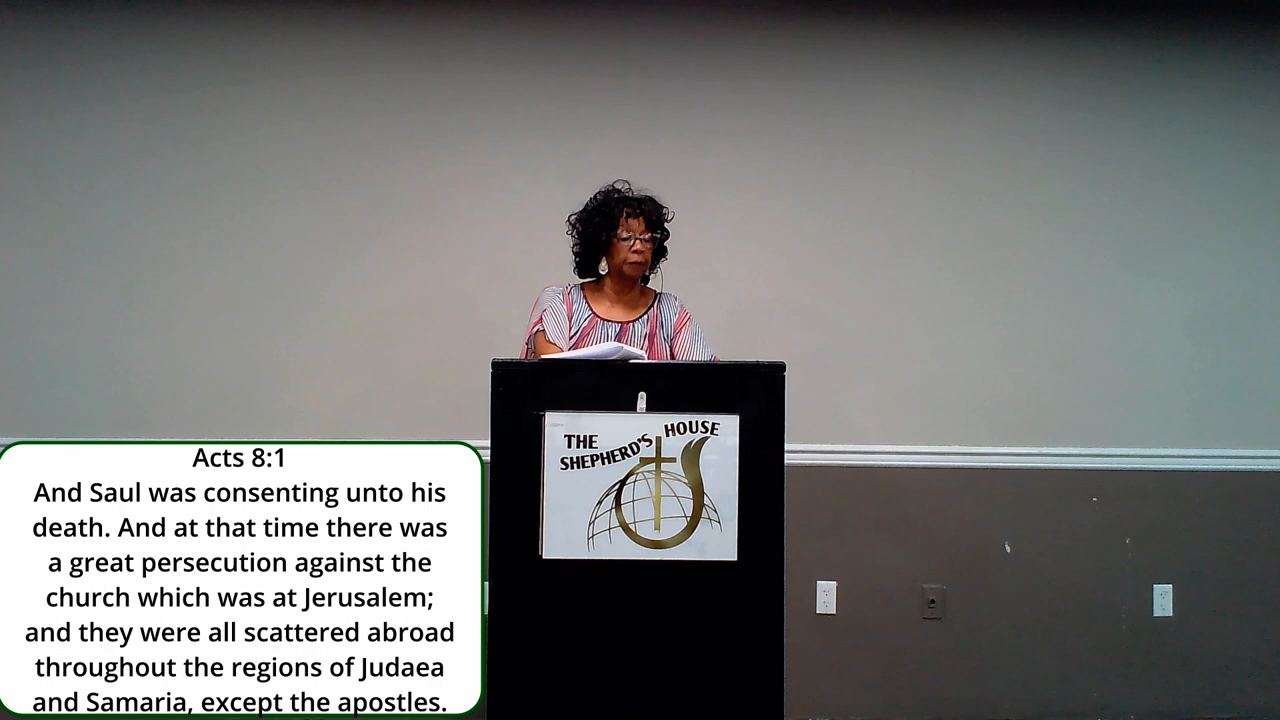 Acts 8:1
And Saul was consenting unto his
death. And at that time there was
a great persecution against the
church which was at Jerusalem;
and they were all scattered abroad
throughout the regions of Judaea
and Samaria, except the apostles.
THE SHEPHERD'S HOUSE